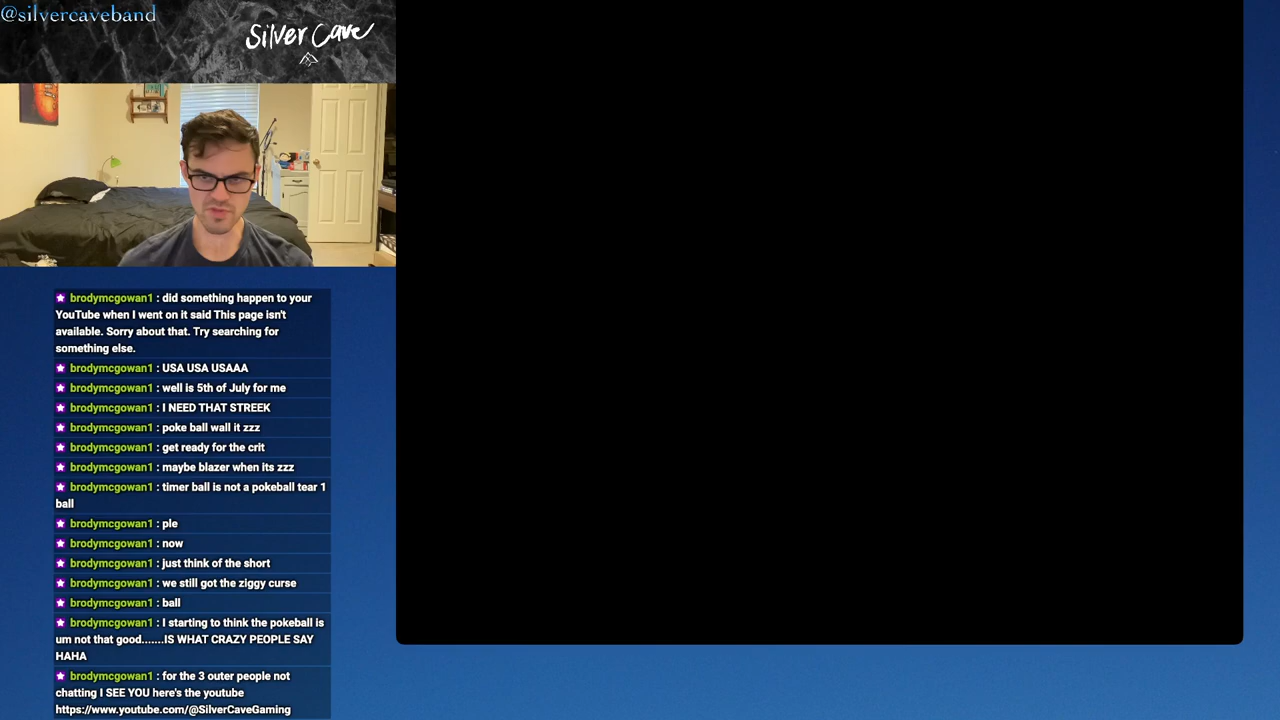 @silvercaveband
Silver Cave
brodymcgowan1 : did something happen to your
YouTube when I went on it said This page isn't
available. Sorry about that. Try searching for
something else.
brodymcgowan1 : USA USA USAAA
brodymcgowan1 : well is 5th of July for me
brodymcgowan1 : I NEED THAT STREEK
brodymcgowan1 : poke ball wall it zzz
brodymcgowan1 : get ready for the crit
brodymcgowan1 : maybe blazer when its zzz
brodymcgowan1 : timer ball is not a pokeball tear 1
ball
brodymcgowan1 : ple
brodymcgowan1 : now
brodymcgowan1 : just think of the short
brodymcgowan1 : we still got the ziggy curse
brodymcgowan1 : ball
brodymcgowan1 : I starting to think the pokeball is
um not that good.......IS WHAT CRAZY PEOPLE SAY
HAHA
brodymcgowan1 : for the 3 outer people not
chatting I SEE YOU here's the youtube
https://www.youtube.com/@SilverCaveGaming